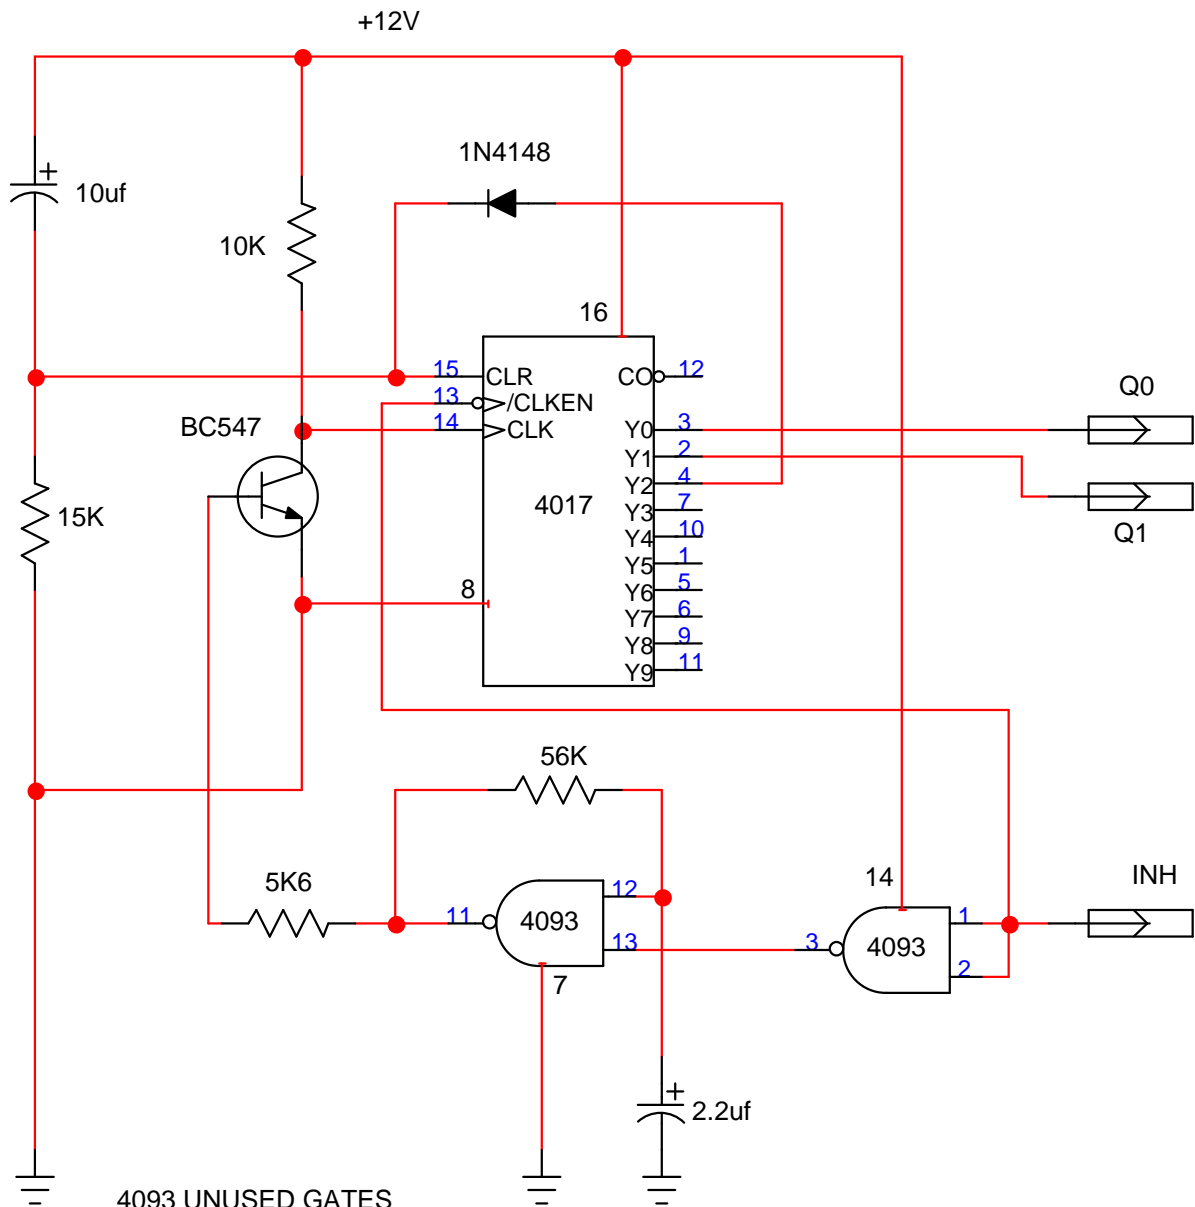 +12V
1N4148
10uf
10K
16
15 CLR
CO 12
13 /CLKEN
14 CLK
BC547
Y0 3
Q0
Y1 2
Y2 4
Y3 7
4017
15K
Q1
Y4 10
Y5 1
8
Y6 5
Y7 6
Y8 9
Y9 11
56K
5K6
14
INH
12
11
4093
13
3
4093
1
2
7
2.2uf
4093 UNUSED GATES